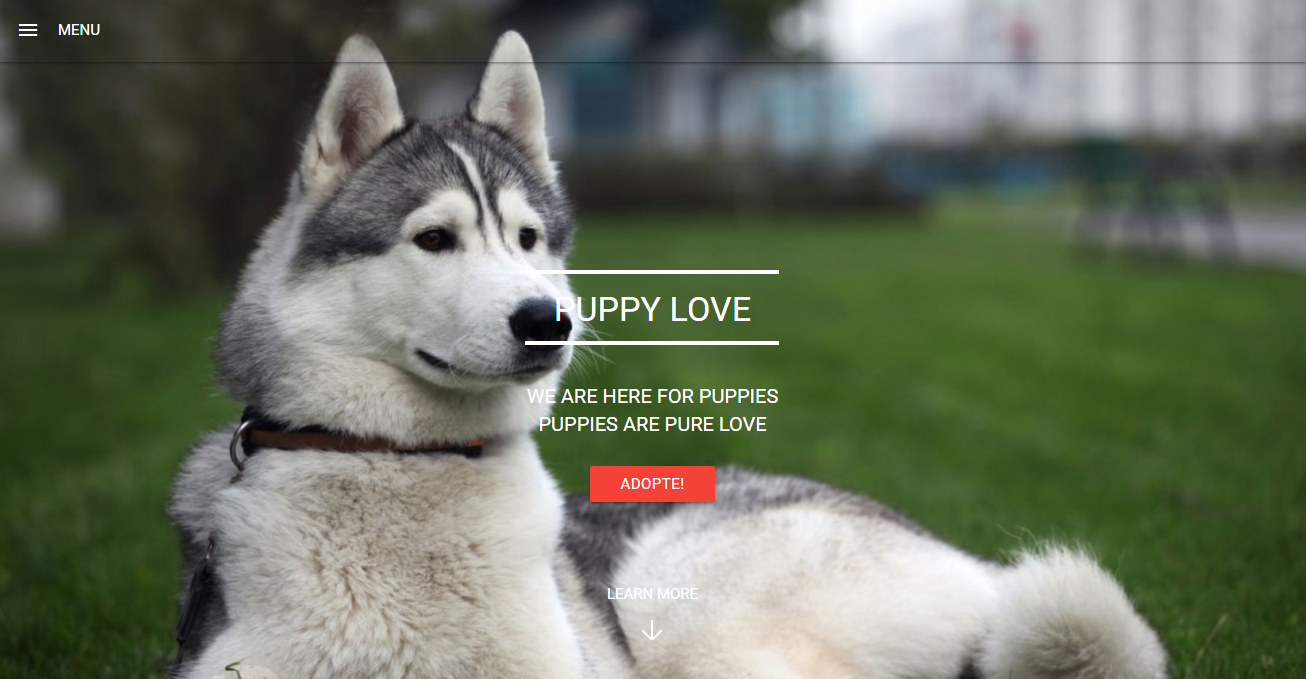 MENU
PUPPY LOVE
WE ARE HERE FOR PUPPIES
PUPPIES ARE PURE LOVE
ADOPTE!
LEARN MORE